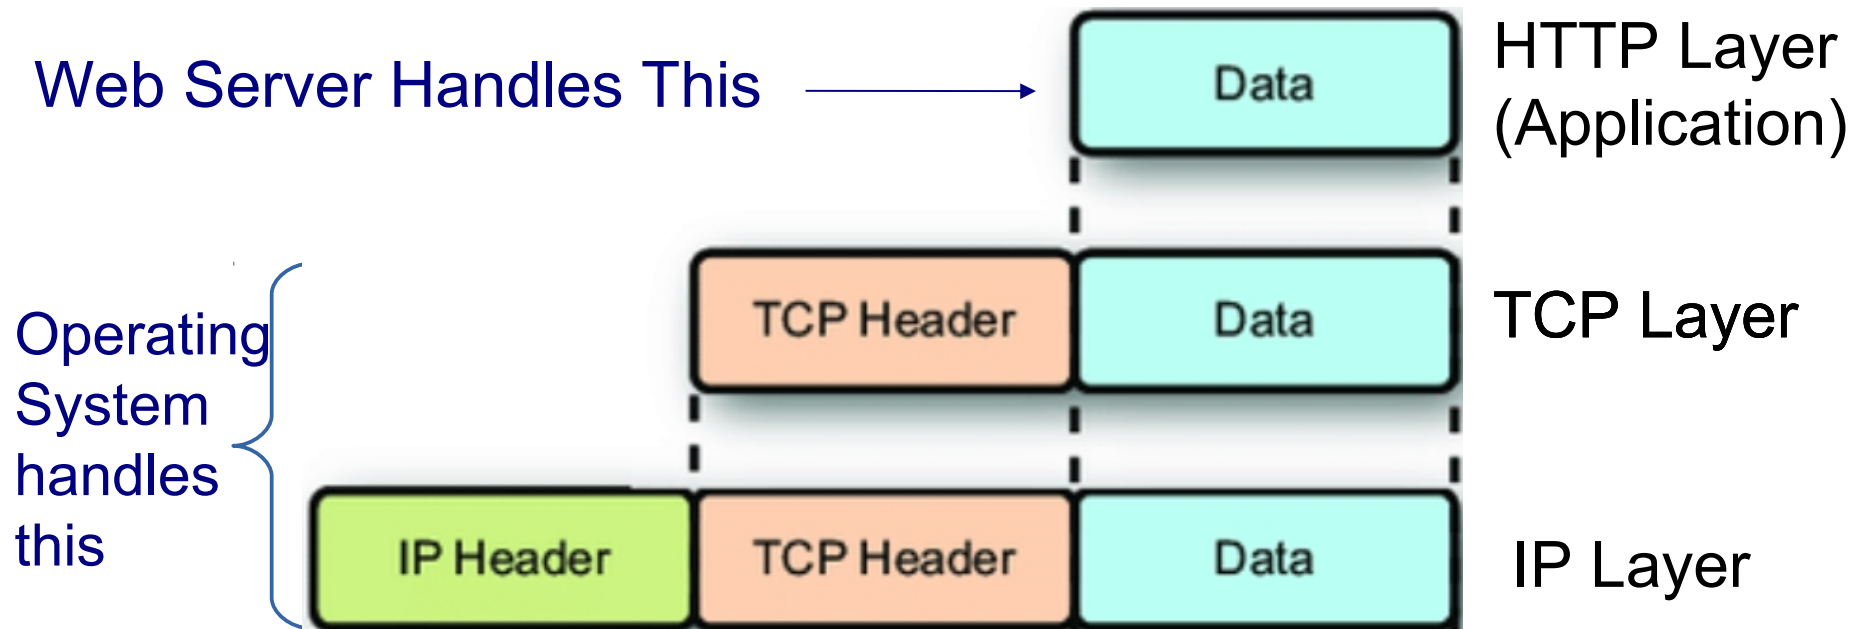 Web Server Handles This
Data
HTTP Layer
(Application)
TCP Header
Data
TCP Layer
Operating
System
handles
this
IP Header
TCP Header
Data
IP Layer